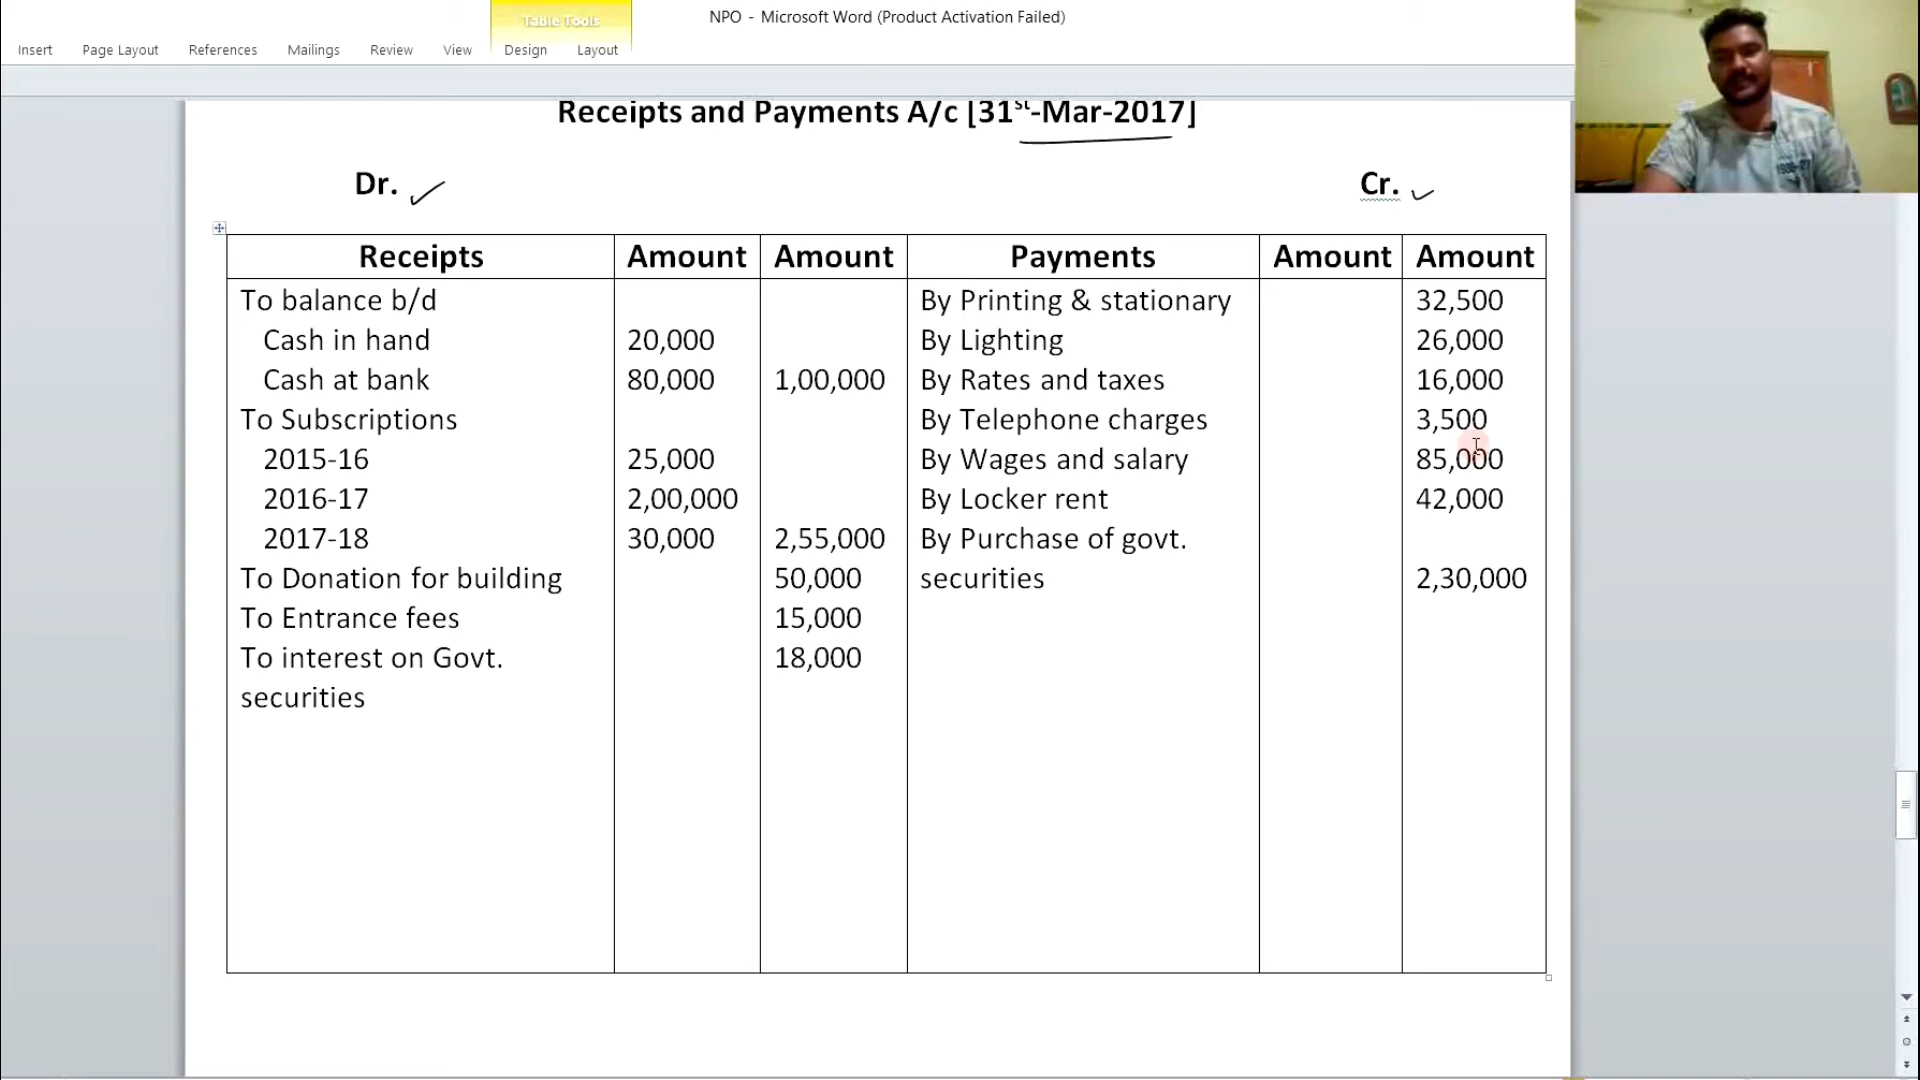 Table Tools
NPO - Microsoft Word (Product Activation Failed)
Insert Page Layout References Mailings Review View Design Layout
Receipts and Payments A/c [31st-Mar-2017]
Dr. Cr.
Receipts Amount Amount Payments Amount Amount
To balance b/d By Printing & stationary 32,500
Cash in hand 20,000 By Lighting 26,000
Cash at bank 80,000 1,00,000 By Rates and taxes 16,000
To Subscriptions By Telephone charges 3,500
2015-16 25,000 By Wages and salary 85,000
2016-17 2,00,000 By Locker rent 42,000
2017-18 30,000 2,55,000 By Purchase of govt.
To Donation for building 50,000 securities 2,30,000
To Entrance fees 15,000
To interest on Govt. 18,000
securities